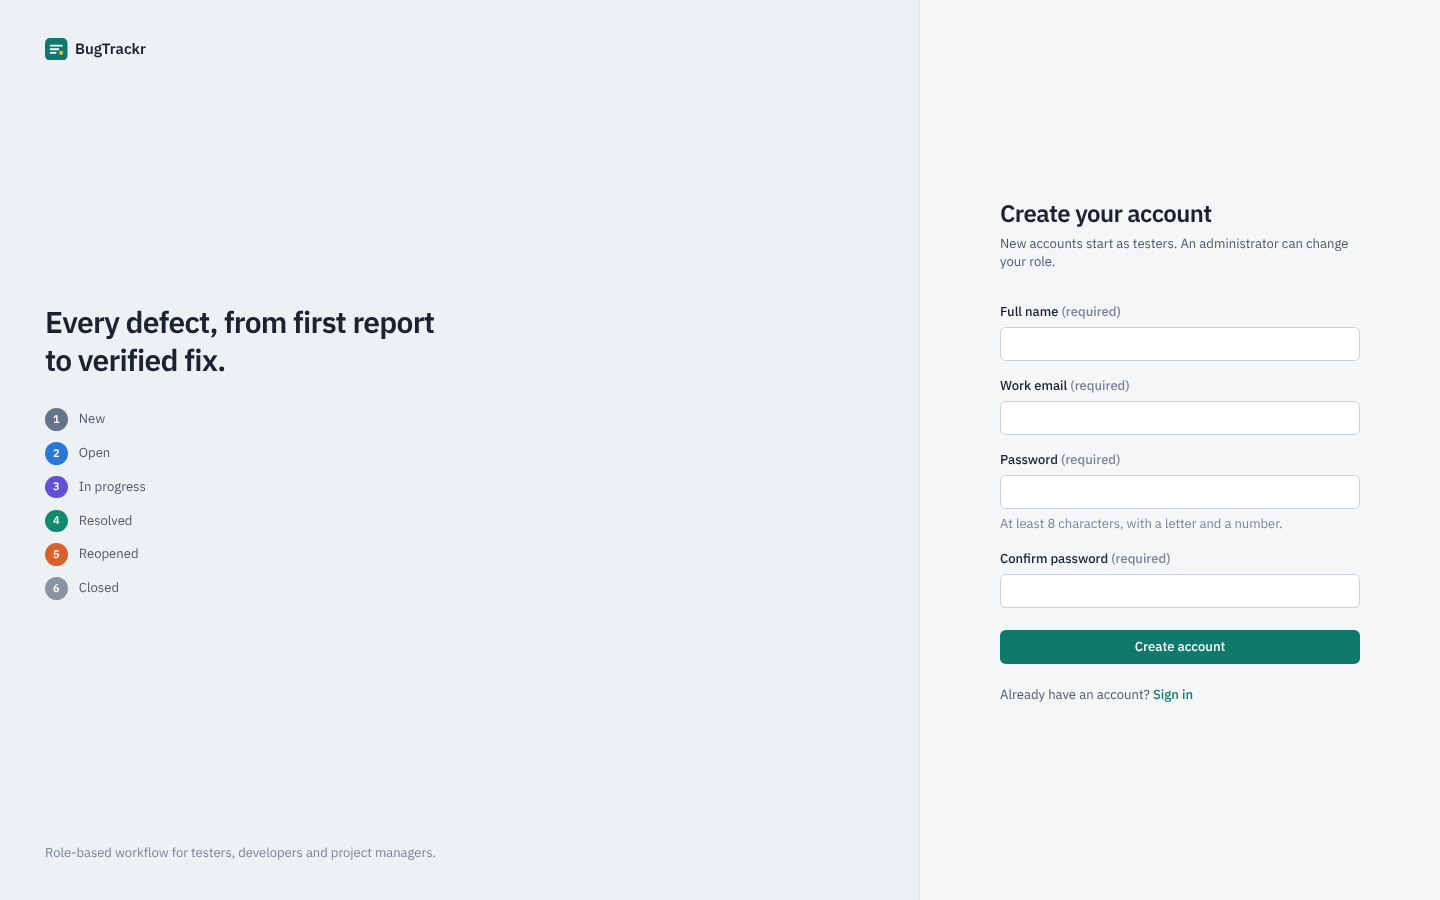 BugTrackr
Every defect, from first report
to verified fix.
1 New
2 Open
3 In progress
4 Resolved
5 Reopened
6 Closed
Role-based workflow for testers, developers and project managers.
Create your account
New accounts start as testers. An administrator can change
your role.
Full name (required)
Work email (required)
Password (required)
At least 8 characters, with a letter and a number.
Confirm password (required)
Create account
Already have an account? Sign in